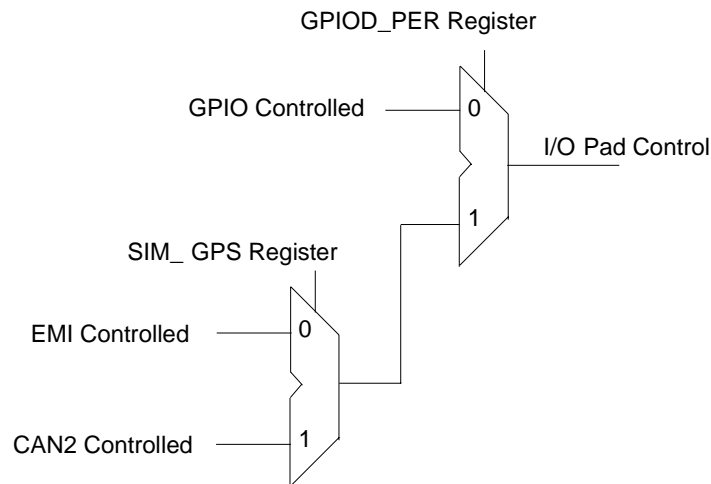 GPIOD_PER Register
GPIO Controlled
0
I/O Pad Control
1
SIM_ GPS Register
EMI Controlled
0
CAN2 Controlled
1